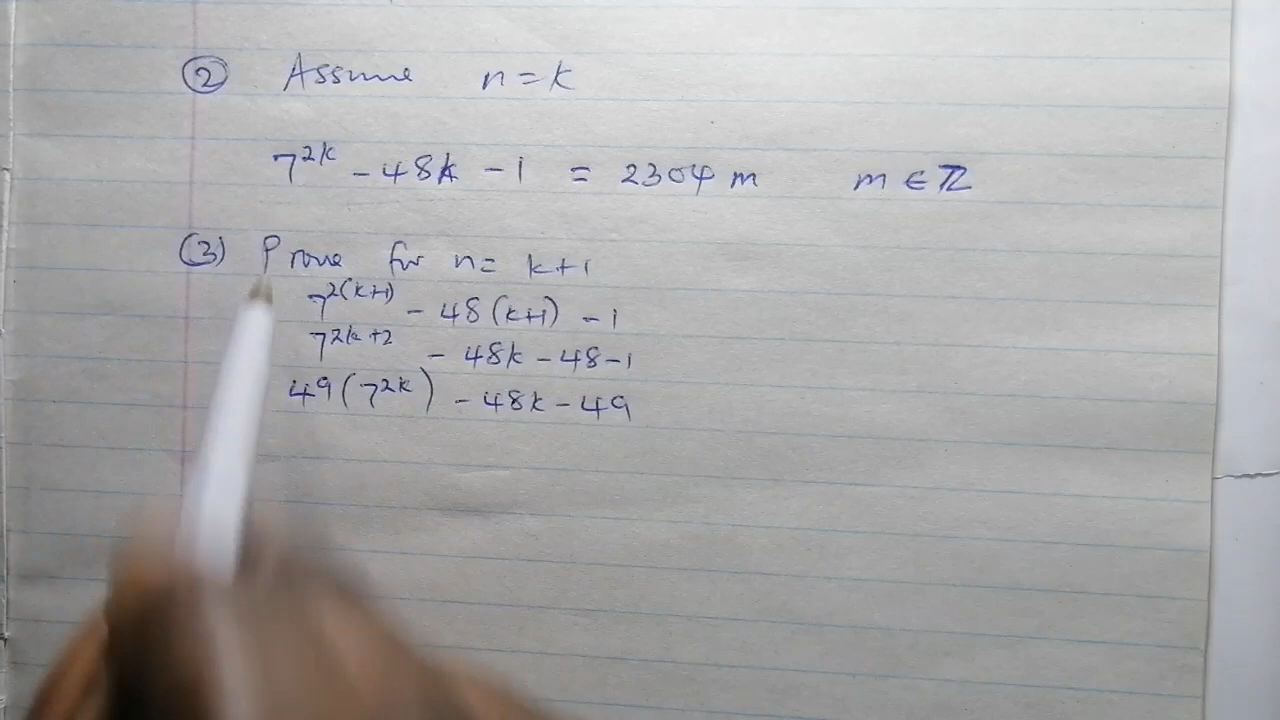 ② Assume n = k
7^{2k} - 48k - 1 = 2304 m m ∈ ℤ
(3) Prove for n = k+1
7^{2(k+1)} - 48(k+1) - 1
7^{2k+2} - 48k - 48 - 1
49(7^{2k}) - 48k - 49